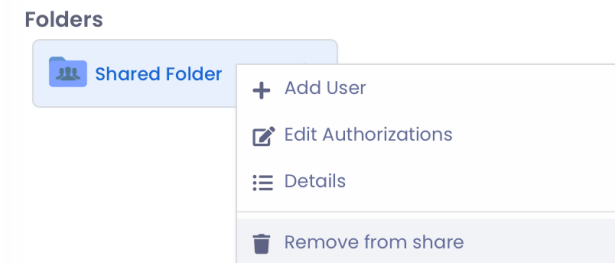 Folders
Shared Folder
Add User
Edit Authorizations
Details
Remove from share